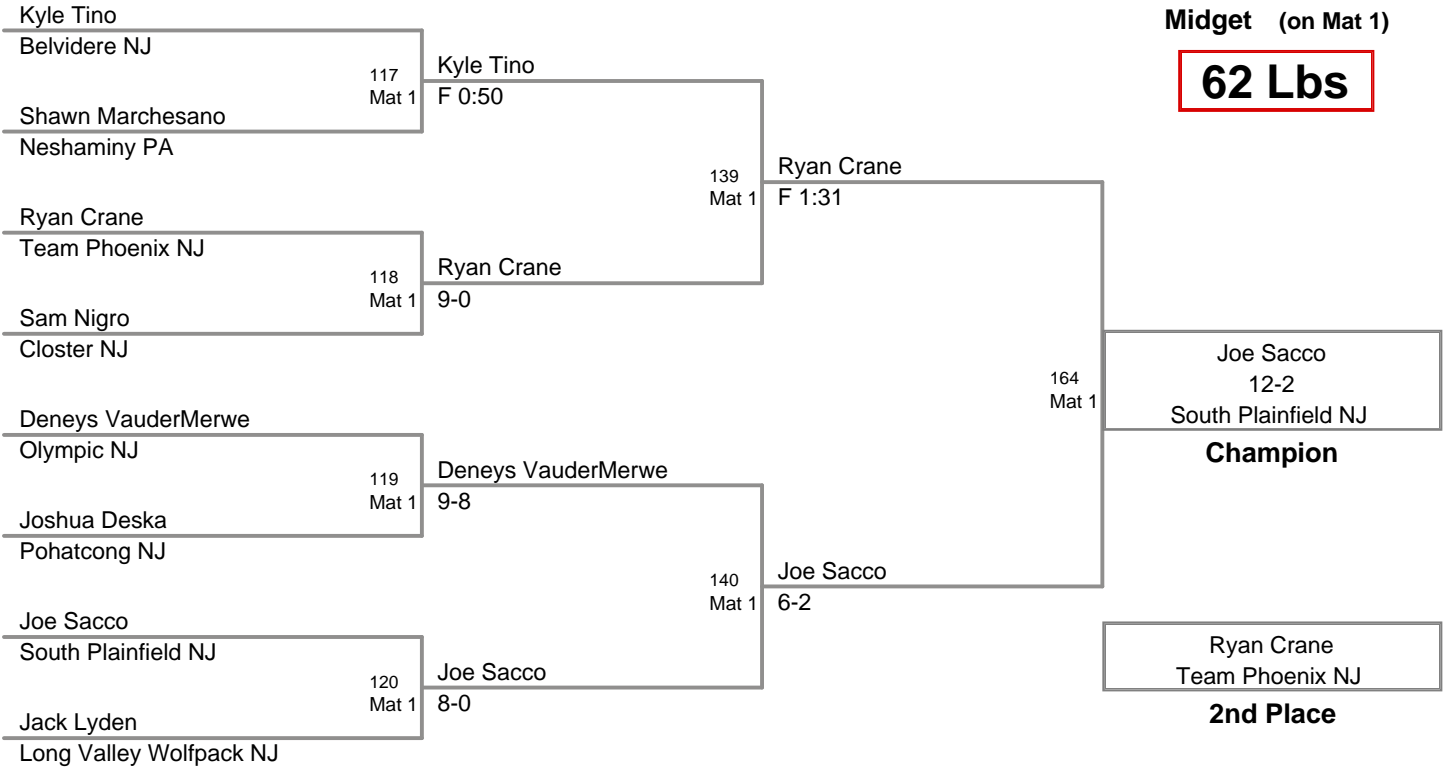 Kyle Tino
Belvidere NJ
117
Mat 1
Shawn Marchesano
Neshaminy PA
Ryan Crane
Team Phoenix NJ
118
Mat 1
Sam Nigro
Closter NJ
Deneys VauderMerwe
Olympic NJ
119
Mat 1
Joshua Deska
Pohatcong NJ
Joe Sacco
South Plainfield NJ
120
Mat 1
Jack Lyden
Long Valley Wolfpack NJ
Kyle Tino
F 0:50
139
Mat 1
Ryan Crane
9-0
Deneys VauderMerwe
9-8
140
Mat 1
Joe Sacco
8-0
Ryan Crane
F 1:31
164
Mat 1
Joe Sacco
6-2
Midget (on Mat 1)
62 Lbs
Joe Sacco
12-2
South Plainfield NJ
Champion
Ryan Crane
Team Phoenix NJ
2nd Place